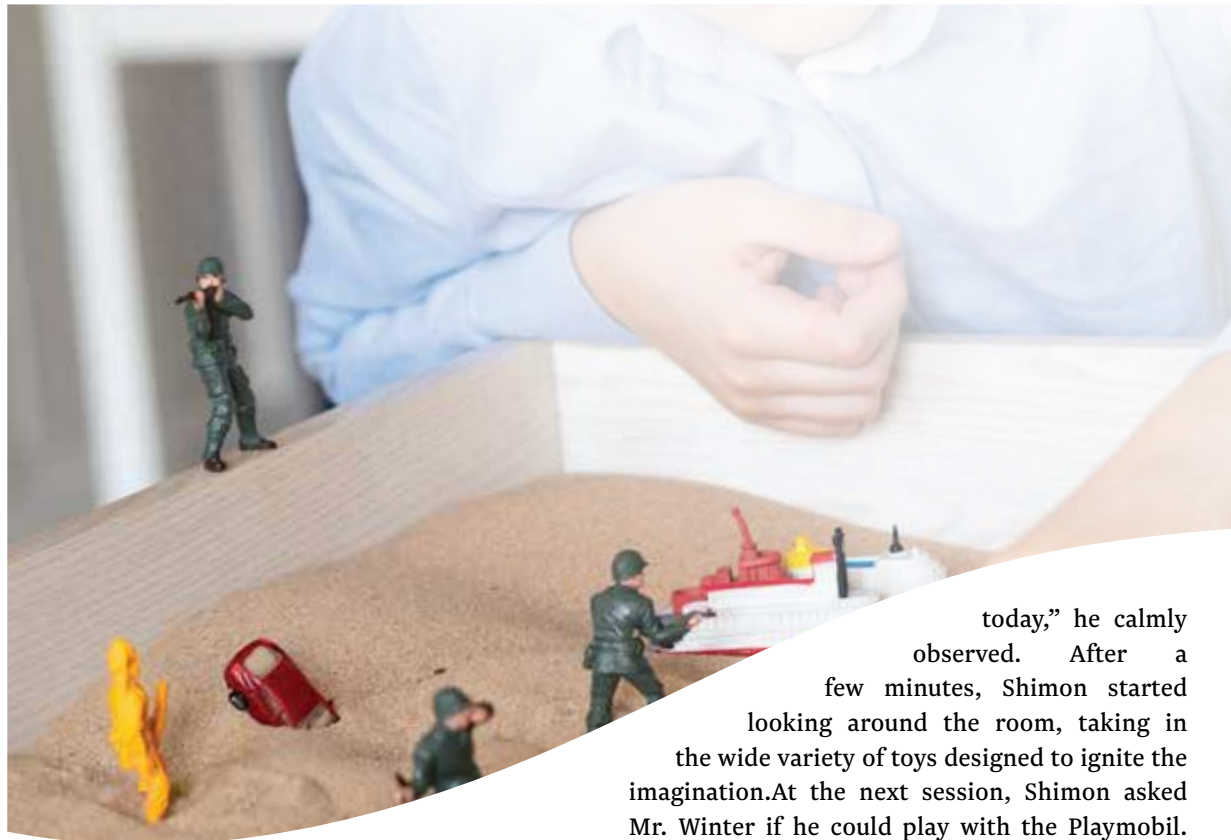 today,” he calmly
observed. After a
few minutes, Shimon started
looking around the room, taking in
the wide variety of toys designed to ignite the
imagination.At the next session, Shimon asked
Mr. Winter if he could play with the Playmobil.